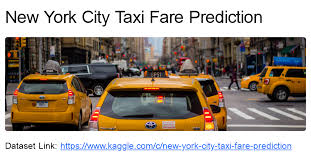 New York City Taxi Fare Prediction
Dataset Link: https://www.kaggle.com/c/new-york-city-taxi-fare-prediction